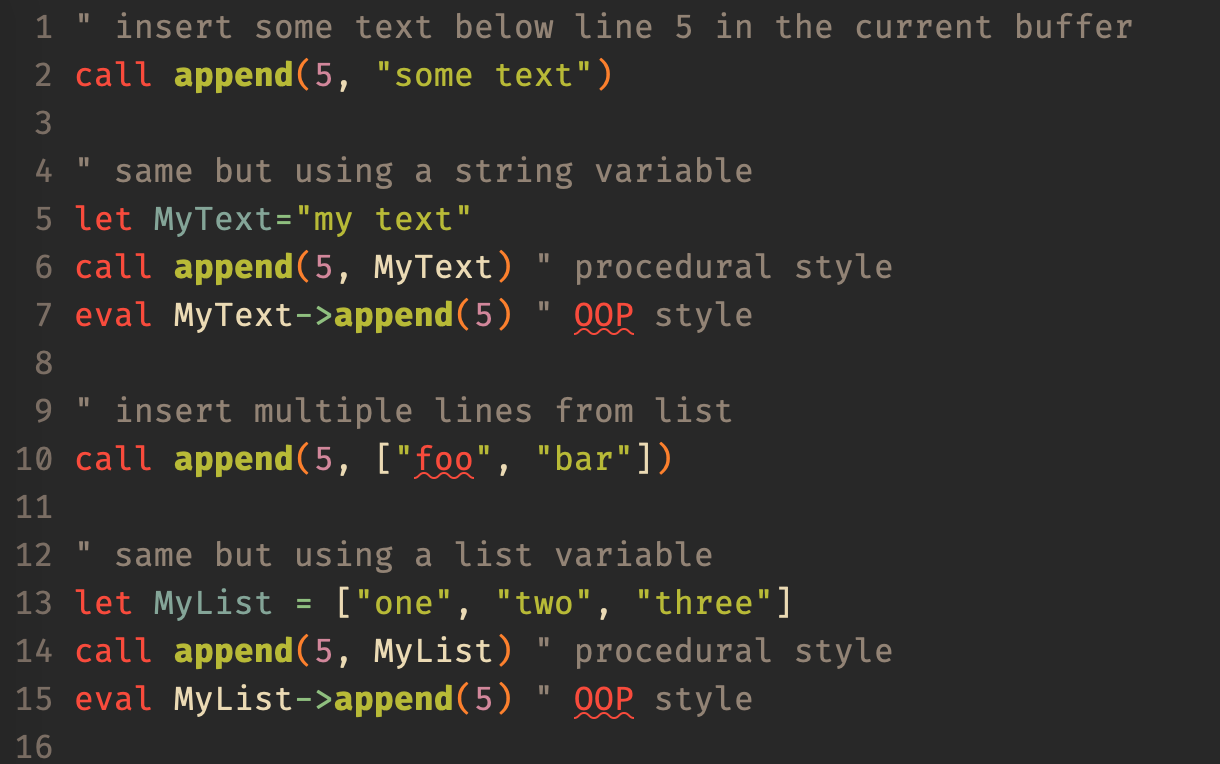 1 " insert some text below line 5 in the current buffer
2 call append(5, "some text")
3
4 " same but using a string variable
5 let MyText="my text"
6 call append(5, MyText) " procedural style
7 eval MyText->append(5) " OOP style
8
9 " insert multiple lines from list
10 call append(5, ["foo", "bar"])
11
12 " same but using a list variable
13 let MyList = ["one", "two", "three"]
14 call append(5, MyList) " procedural style
15 eval MyList->append(5) " OOP style
16